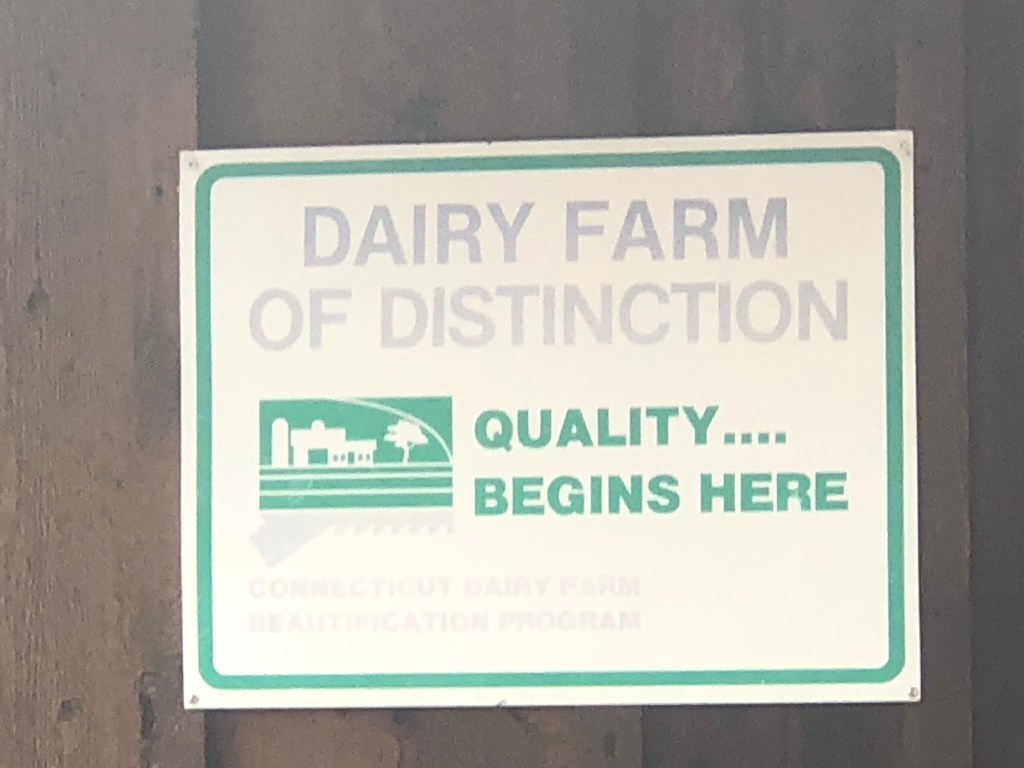 DAIRY FARM
OF DISTINCTION
QUALITY....
BEGINS HERE
CONNECTICUT DAIRY FARM
BEAUTIFICATION PROGRAM